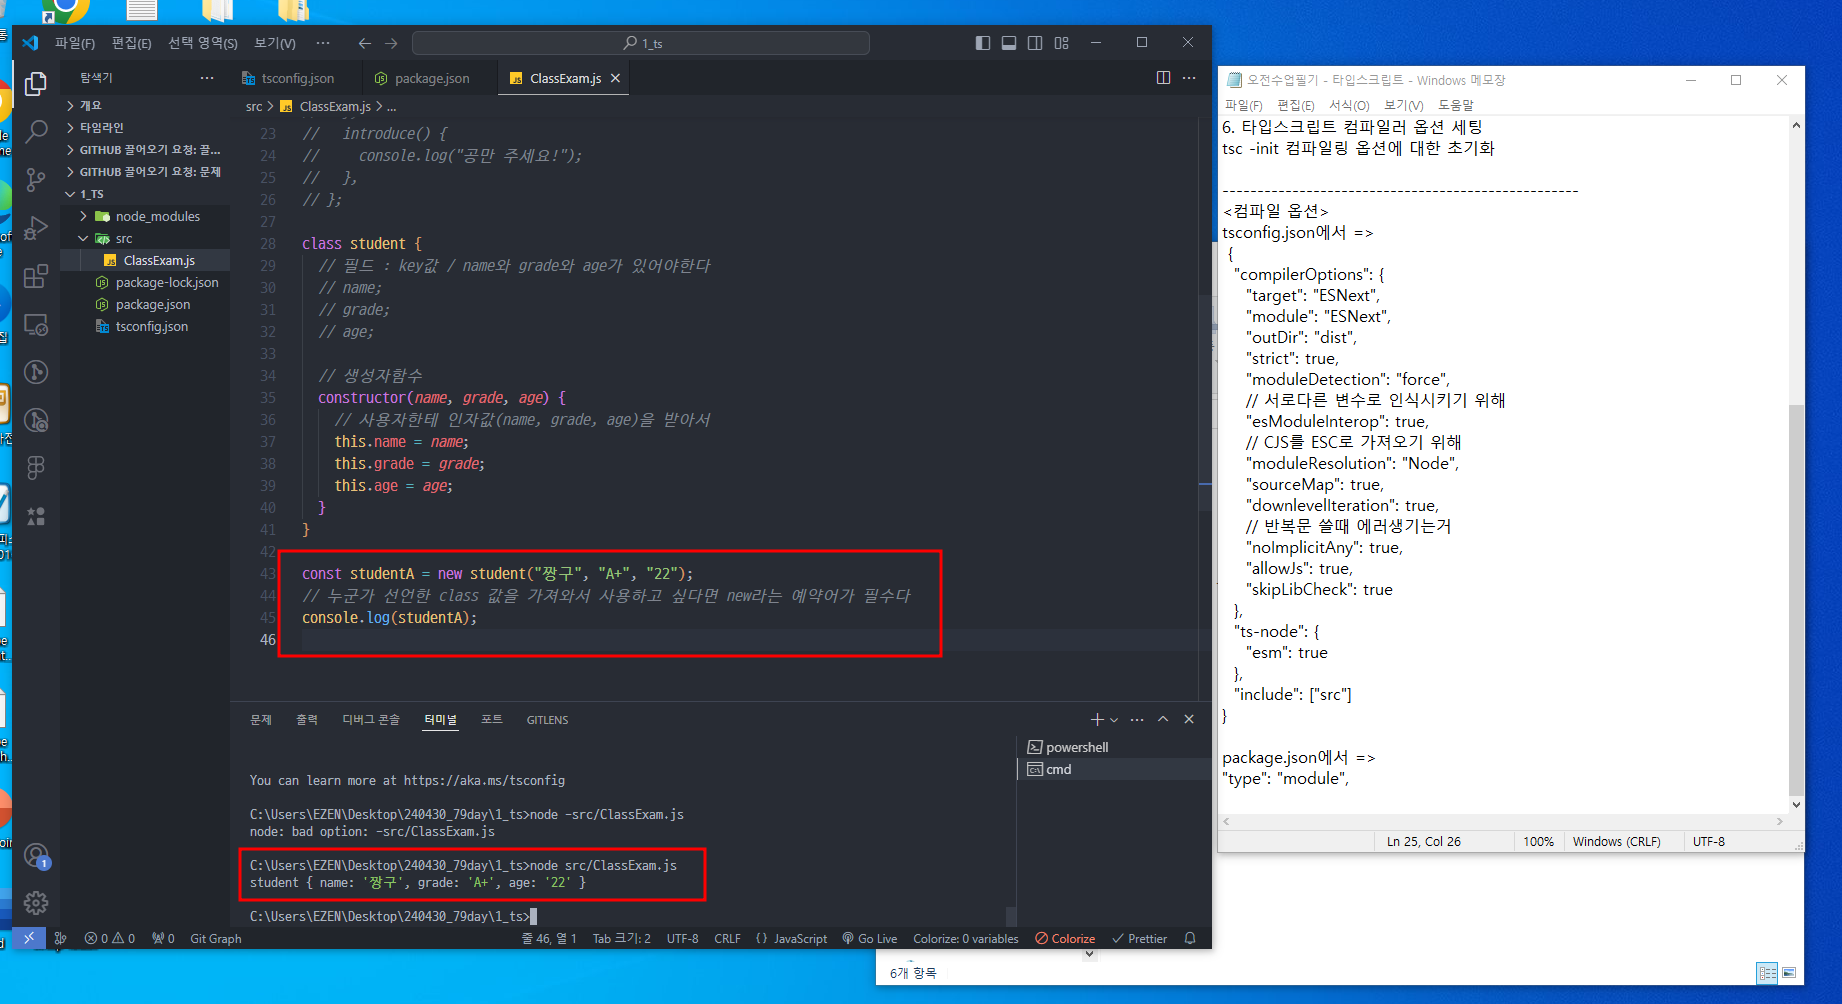 파일(F) 편집(E) 선택 영역(S) 보기(V) ··· 1_ts
탐색기 ···
tsconfig.json package.json ClassExam.js
src > ClassExam.js > ...
개요
타임라인
GITHUB 끌어오기 요청: 끌...
GITHUB 끌어오기 요청: 문제
1_TS
node_modules
src
ClassExam.js
package-lock.json
package.json
tsconfig.json
23 //   introduce() {
24 //     console.log("공만 주세요!");
25 //   },
26 // };
27
28 class student {
29   // 필드 : key값 / name와 grade와 age가 있어야한다
30   // name;
31   // grade;
32   // age;
33
34   // 생성자함수
35   constructor(name, grade, age) {
36     // 사용자한테 인자값(name, grade, age)을 받아서
37     this.name = name;
38     this.grade = grade;
39     this.age = age;
40   }
41 }
42
43 const studentA = new student("짱구", "A+", "22");
44 // 누군가 선언한 class 값을 가져와서 사용하고 싶다면 new라는 예약어가 필수다
45 console.log(studentA);
46
문제 출력 디버그 콘솔 터미널 포트 GITLENS
powershell
cmd
You can learn more at https://aka.ms/tsconfig
C:\Users\EZEN\Desktop\240430_79day\1_ts>node -src/ClassExam.js
node: bad option: -src/ClassExam.js
C:\Users\EZEN\Desktop\240430_79day\1_ts>node src/ClassExam.js
student { name: '짱구', grade: 'A+', age: '22' }
C:\Users\EZEN\Desktop\240430_79day\1_ts>
1
0 0 0 Git Graph 줄 46, 열 1 Tab 크기: 2 UTF-8 CRLF {} JavaScript Go Live Colorize: 0 variables Colorize Prettier
오전수업필기 - 타입스크립트 - Windows 메모장
파일(F) 편집(E) 서식(O) 보기(V) 도움말
6. 타입스크립트 컴파일러 옵션 세팅
tsc -init 컴파일링 옵션에 대한 초기화
---------------------------------------------------
<컴파일 옵션>
tsconfig.json에서 =>
{
"compilerOptions": {
"target": "ESNext",
"module": "ESNext",
"outDir": "dist",
"strict": true,
"moduleDetection": "force",
// 서로다른 변수로 인식시키기 위해
"esModuleInterop": true,
// CJS를 ESC로 가져오기 위해
"moduleResolution": "Node",
"sourceMap": true,
"downlevelIteration": true,
// 반복문 쓸때 에러생기는거
"noImplicitAny": true,
"allowJs": true,
"skipLibCheck": true
},
"ts-node": {
"esm": true
},
"include": ["src"]
}
package.json에서 =>
"type": "module",
Ln 25, Col 26 100% Windows (CRLF) UTF-8
6개 항목